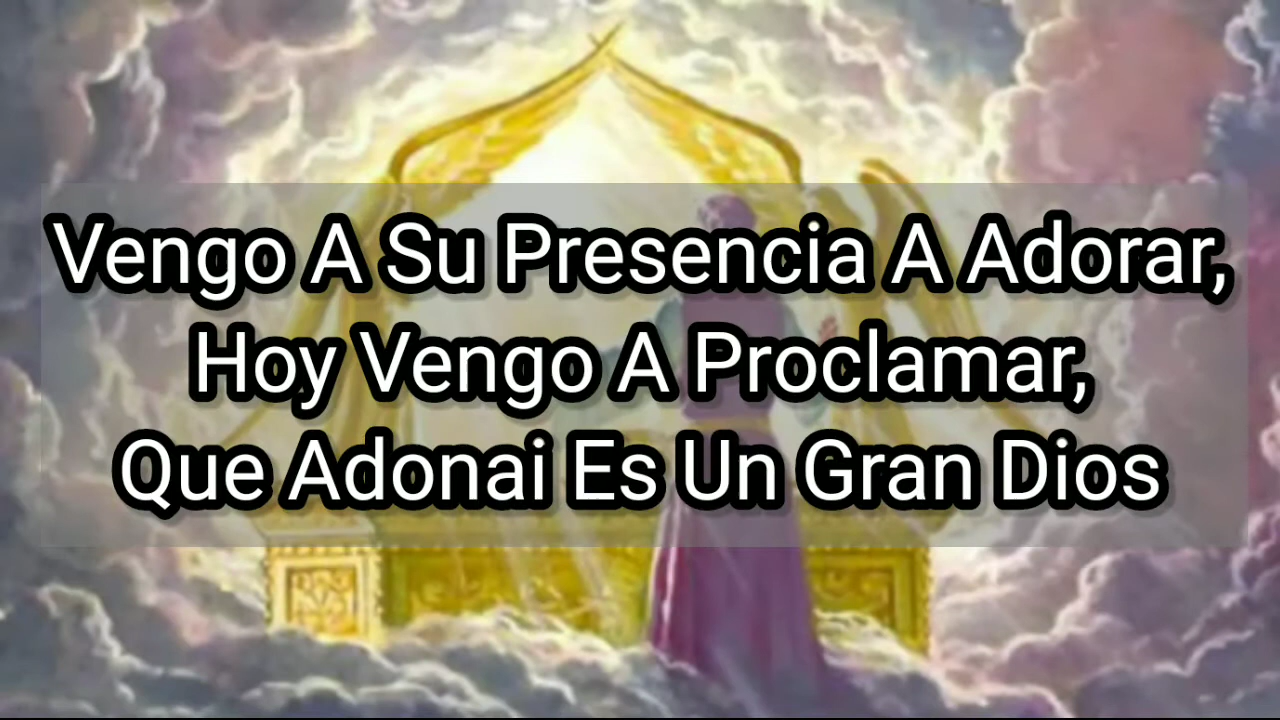 Vengo A Su Presencia A Adorar,
Hoy Vengo A Proclamar,
Que Adonai Es Un Gran Dios